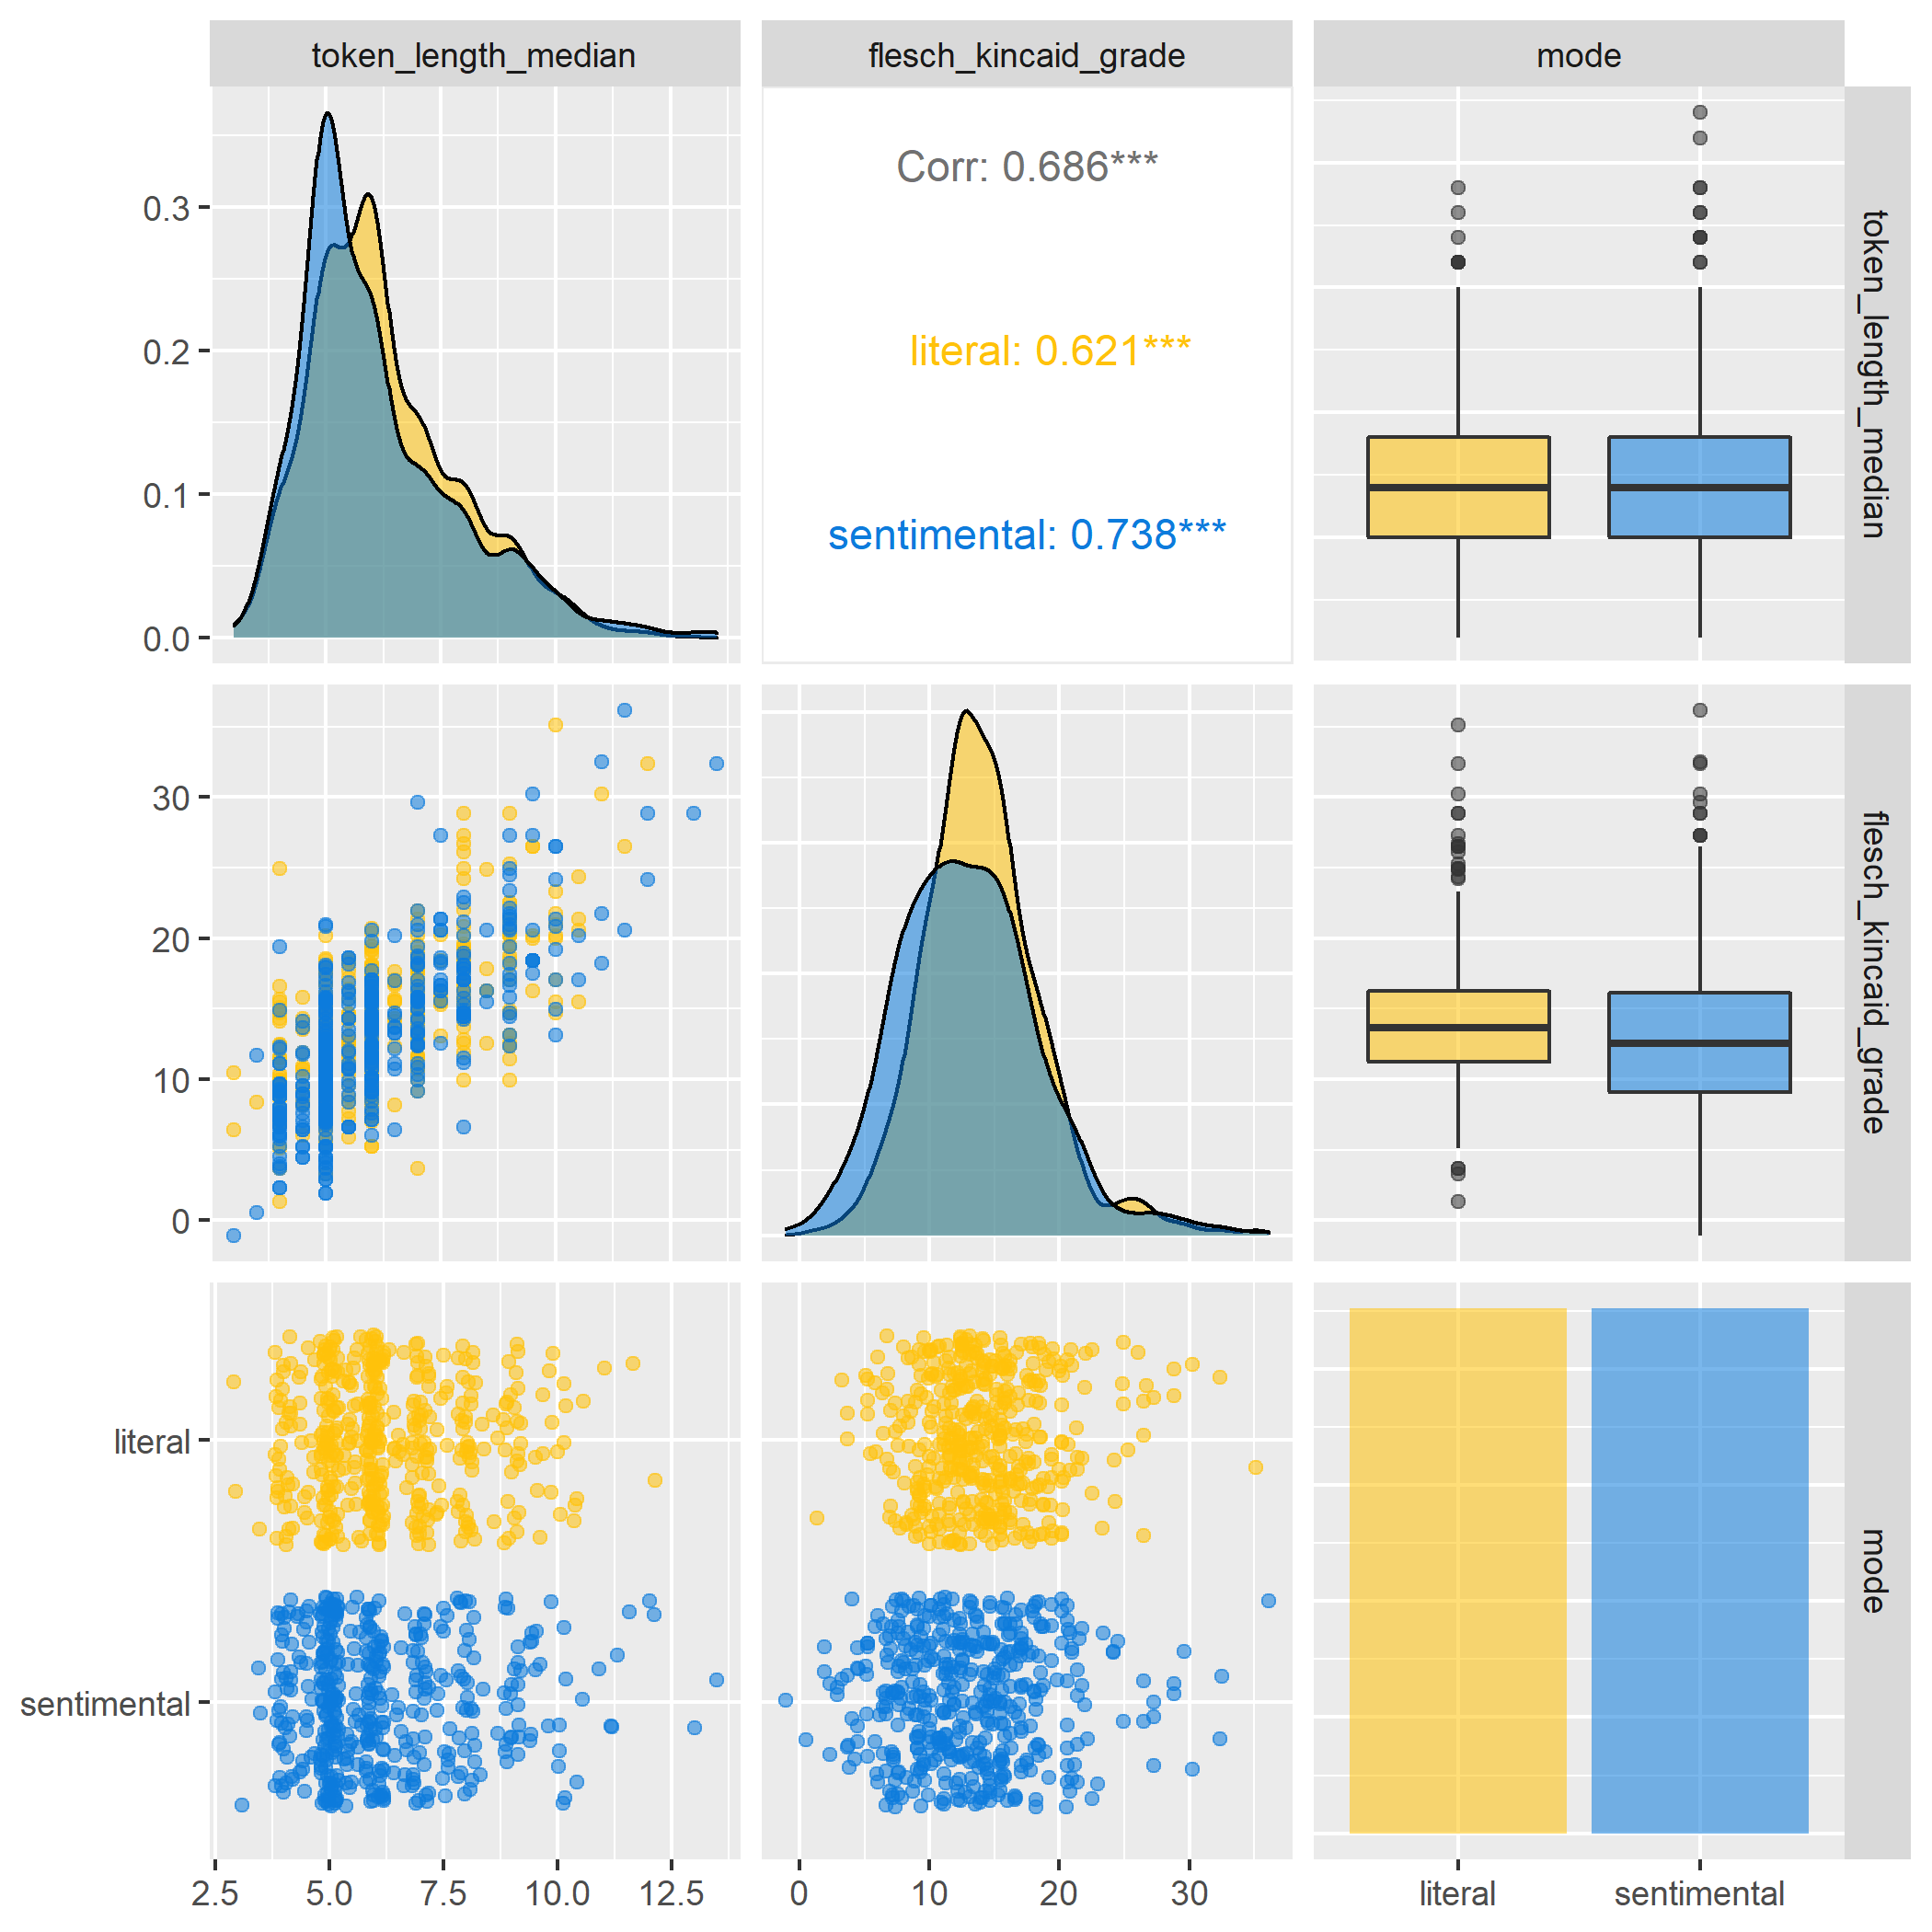 token_length_median
flesch_kincaid_grade
mode
0.3
0.2
0.1
0.0
Corr: 0.686***
literal: 0.621***
sentimental: 0.738***
token_length_median
30
20
10
0
flesch_kincaid_grade
literal
sentimental
mode
2.5 5.0 7.5 10.0 12.5
0 10 20 30
literal sentimental